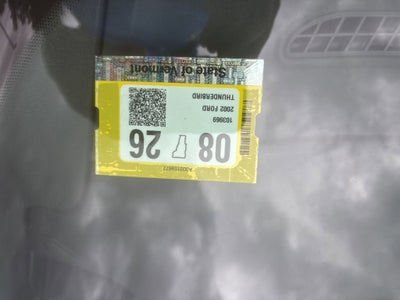 08 26
103969
2002 FORD
THUNDERBIRD
State of Vermont